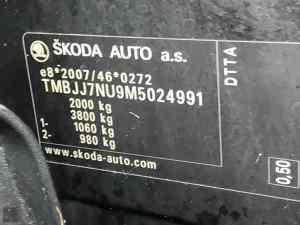 ŠKODA AUTO a.s.
e8*2007/46*0272
TMBJJ7NU9M5024991
2000 kg
3800 kg
1- 1060 kg
2- 980 kg
www.skoda-auto.com
DTTA
0,50